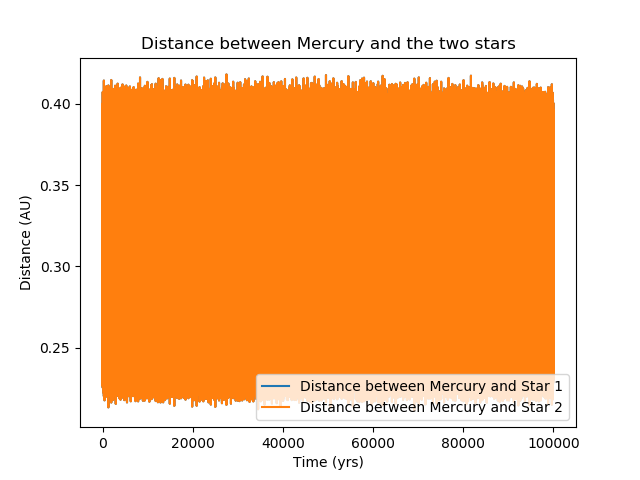 Distance between Mercury and the two stars
0.40
0.35
0.30
0.25
Distance (AU)
Distance between Mercury and Star 1
Distance between Mercury and Star 2
0 20000 40000 60000 80000 100000
Time (yrs)